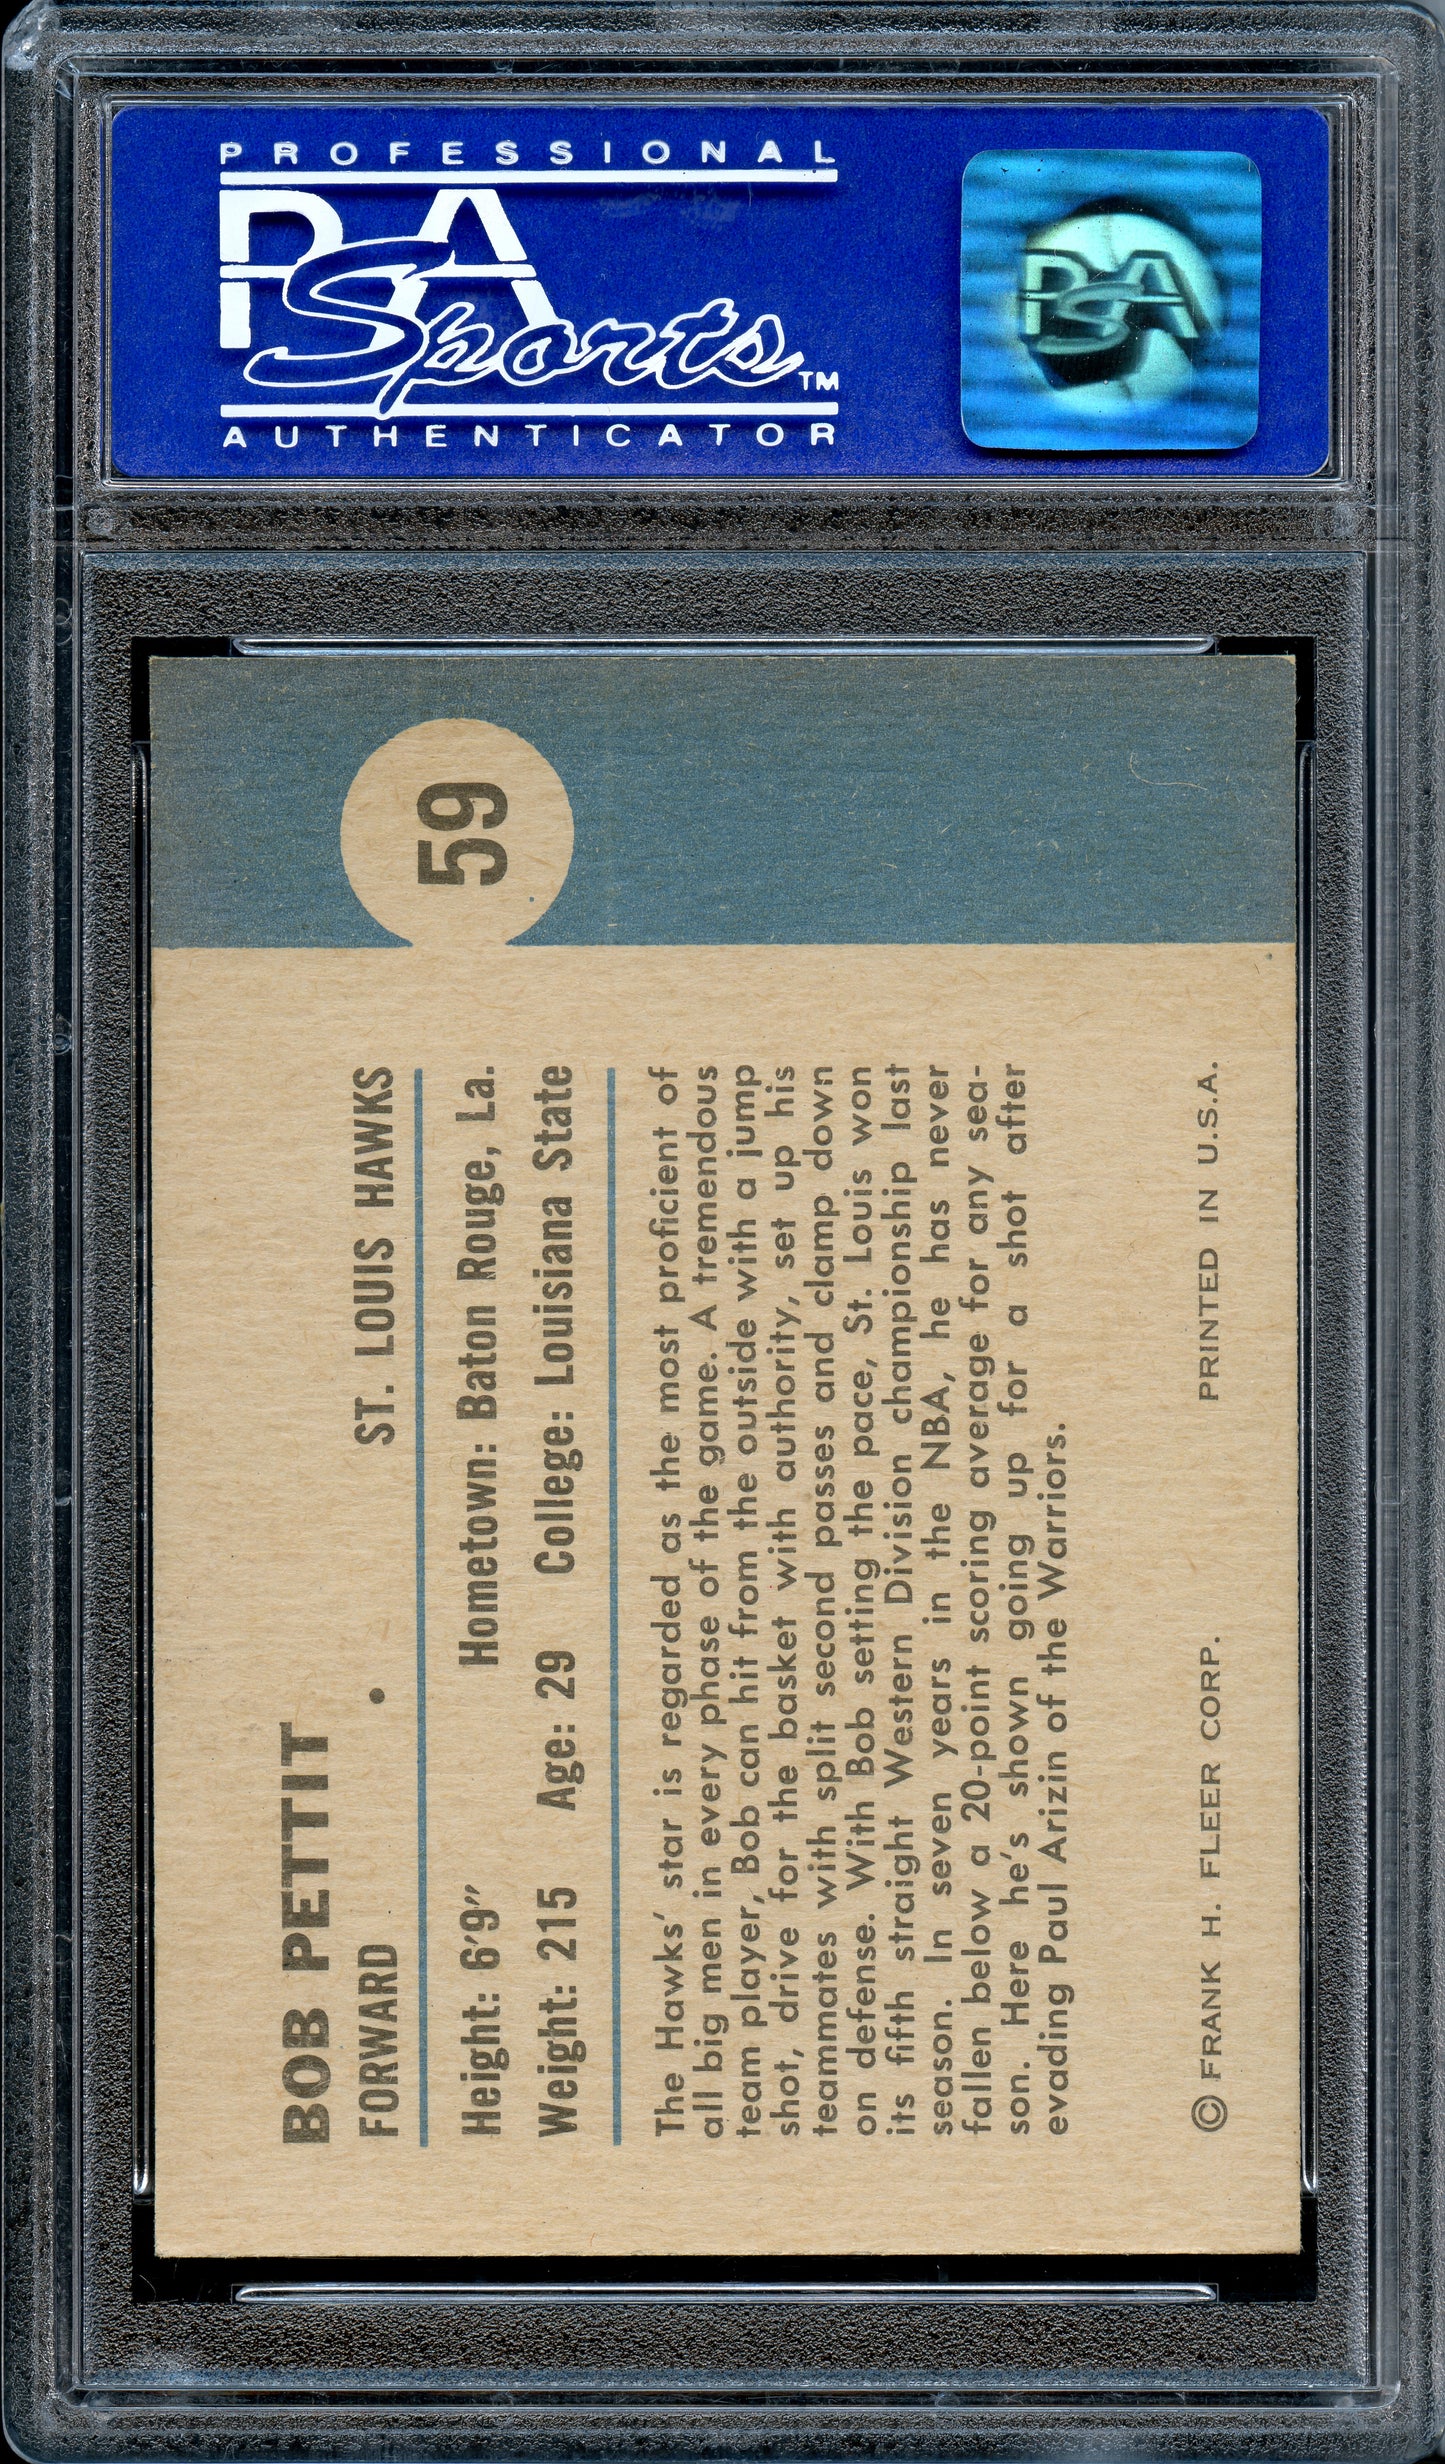 PROFESSIONAL
PSA
Sports™
AUTHENTICATOR
PSA
59
BOB PETTIT
FORWARD • ST. LOUIS HAWKS
Height: 6'9" Hometown: Baton Rouge, La.
Weight: 215 Age: 29 College: Louisiana State
The Hawks' star is regarded as the most proficient of
all big men in every phase of the game. A tremendous
team player, Bob can hit from the outside with a jump
shot, drive for the basket with authority, set up his
teammates with split second passes and clamp down
on defense. With Bob setting the pace, St. Louis won
its fifth straight Western Division championship last
season. In seven years in the NBA, he has never
fallen below a 20-point scoring average for any sea-
son. Here he's shown going up for a shot after
evading Paul Arizin of the Warriors.
© FRANK H. FLEER CORP. PRINTED IN U.S.A.